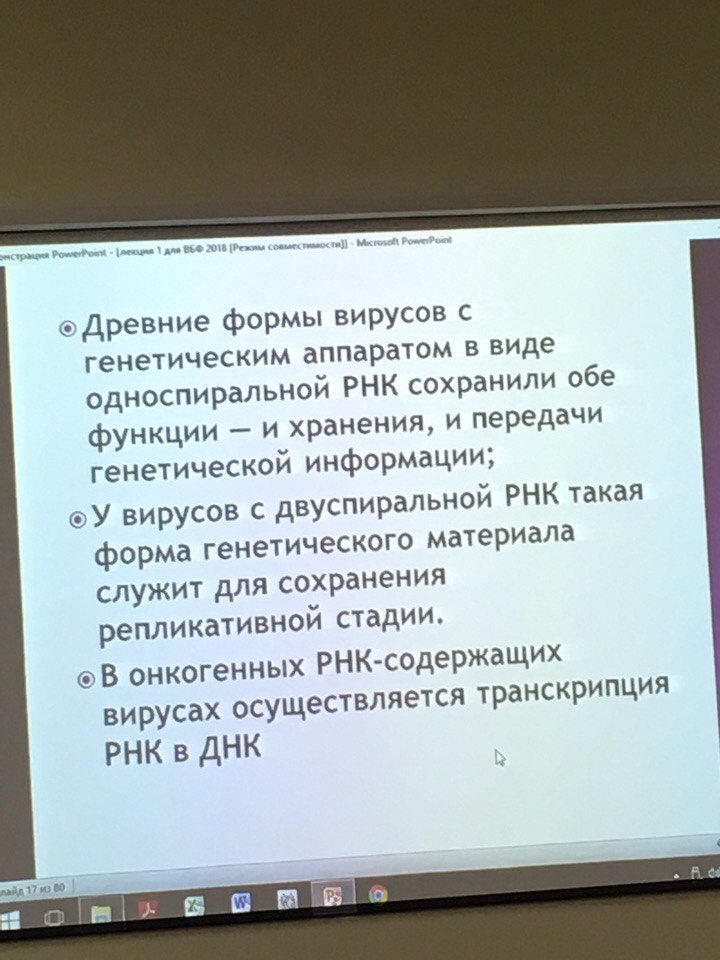 онстрация PowerPoint - [лекция 1 для ВБФ 2018 [Режим совместимости]] - Microsoft PowerPoint
Древние формы вирусов с
генетическим аппаратом в виде
односпиральной РНК сохранили обе
функции — и хранения, и передачи
генетической информации;
У вирусов с двуспиральной РНК такая
форма генетического материала
служит для сохранения
репликативной стадии.
В онкогенных РНК-содержащих
вирусах осуществляется транскрипция
РНК в ДНК
лайд 17 из 80